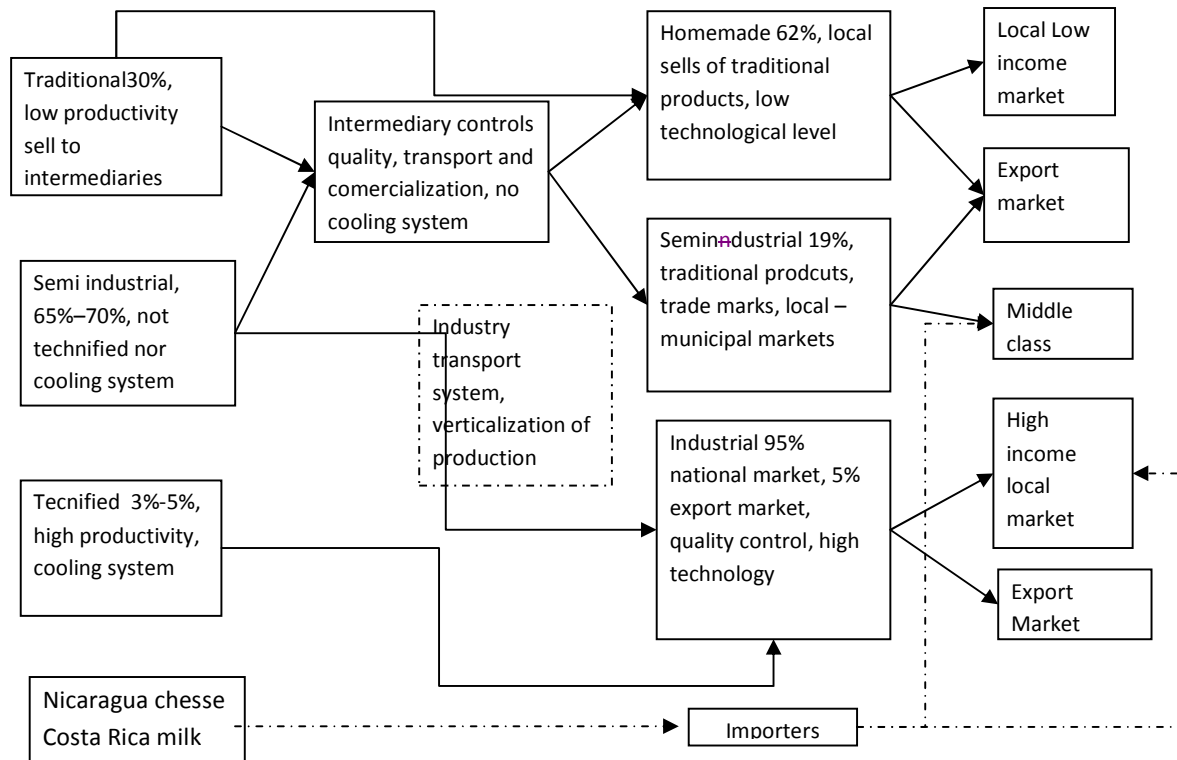 Traditional30%,
low productivity
sell to
intermediaries
Semi industrial,
65%–70%, not
technified nor
cooling system
Tecnified 3%-5%,
high productivity,
cooling system
Nicaragua chesse
Costa Rica milk
Intermediary controls
quality, transport and
comercialization, no
cooling system
Industry
transport
system,
verticalization of
production
Homemade 62%, local
sells of traditional
products, low
technological level
Seminndustrial 19%,
traditional prodcuts,
trade marks, local –
municipal markets
Industrial 95%
national market, 5%
export market,
quality control, high
technology
Importers
Local Low
income
market
Export
market
Middle
class
High
income
local
market
Export
Market